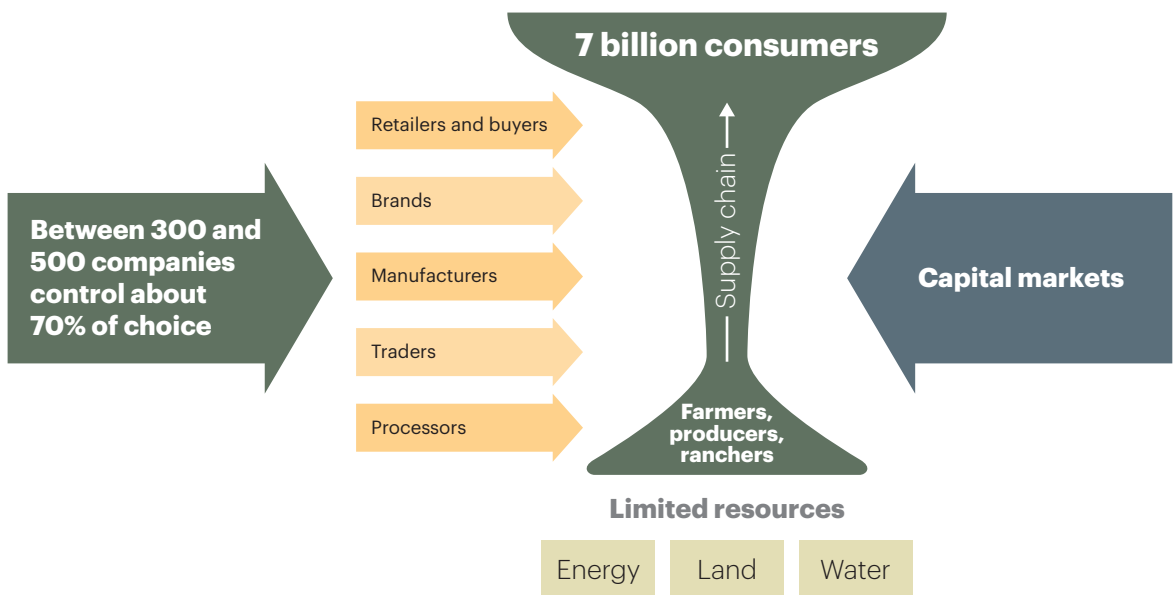 7 billion consumers
Retailers and buyers
Brands
Manufacturers
Traders
Processors
Between 300 and
500 companies
control about
70% of choice
Supply chain
Capital markets
Farmers,
producers,
ranchers
Limited resources
Energy
Land
Water